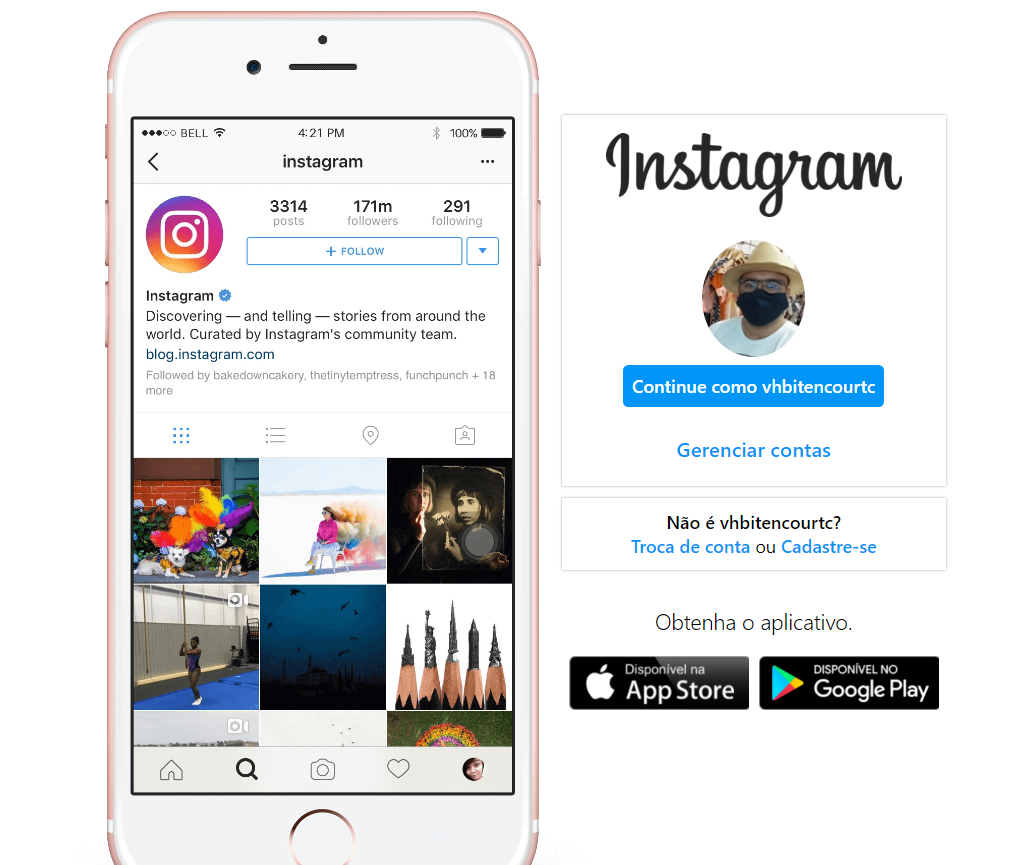 BELL
4:21 PM
100%
instagram
3314
posts
171m
followers
291
following
+ FOLLOW
Instagram
Discovering — and telling — stories from around the
world. Curated by Instagram's community team.
blog.instagram.com
Followed by bakedowncakery, thetinytemptress, funchpunch + 18
more
Instagram
Continue como vhbitencourtc
Gerenciar contas
Não é vhbitencourtc?
Troca de conta ou Cadastre-se
Obtenha o aplicativo.
Disponível na
App Store
DISPONÍVEL NO
Google Play